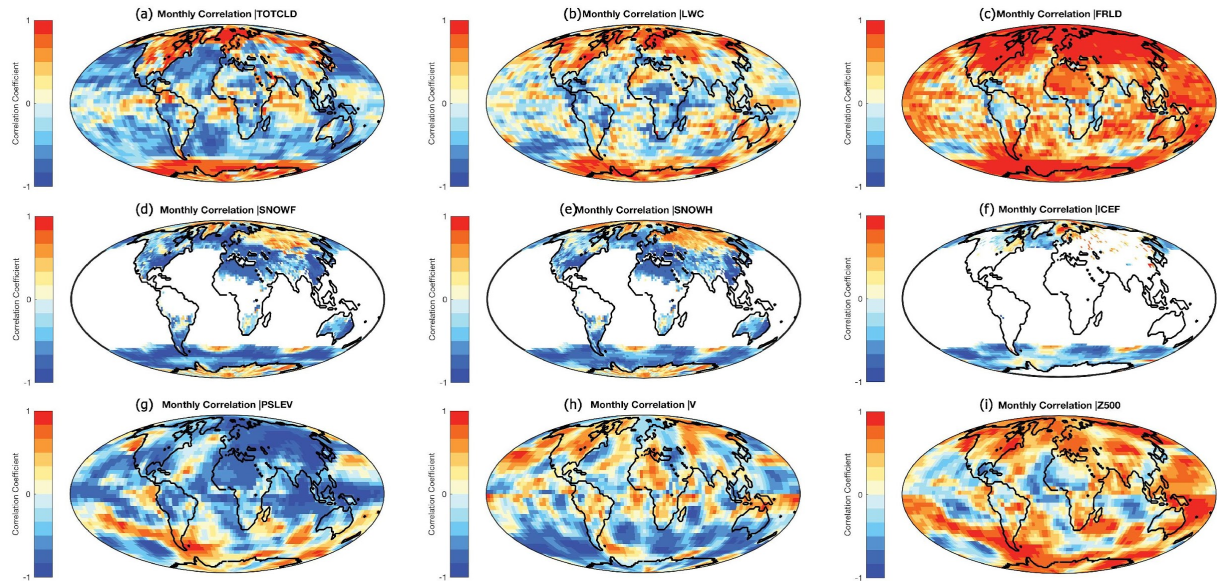 (a) Monthly Correlation |TOTCLD
1
Correlation Coefficient
0
-1
(b) Monthly Correlation |LWC
1
Correlation Coefficient
0
-1
(c) Monthly Correlation |FRLD
1
Correlation Coefficient
0
-1
(d) Monthly Correlation |SNOWF
1
Correlation Coefficient
0
-1
(e) Monthly Correlation |SNOWH
1
Correlation Coefficient
0
-1
(f) Monthly Correlation |ICEF
1
Correlation Coefficient
0
-1
(g) Monthly Correlation |PSLEV
1
Correlation Coefficient
0
-1
(h) Monthly Correlation |V
1
Correlation Coefficient
0
-1
(i) Monthly Correlation |Z500
1
Correlation Coefficient
0
-1